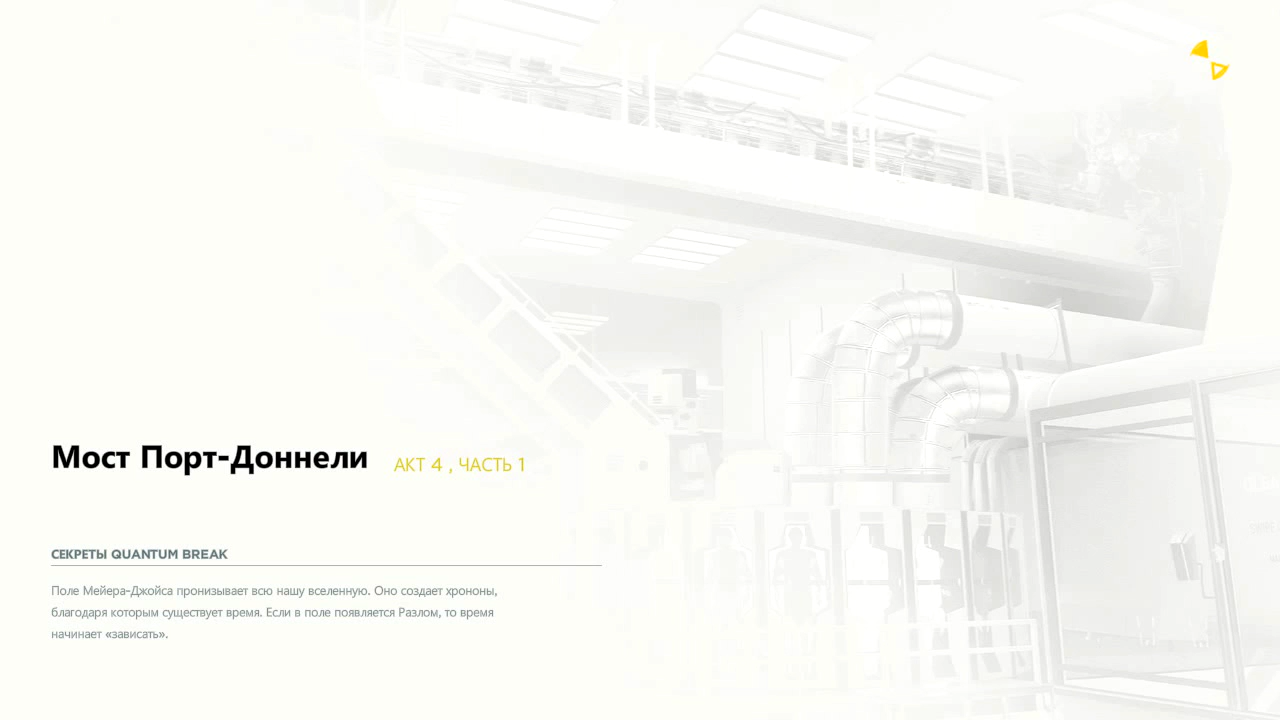 Мост Порт-Доннели АКТ 4 , ЧАСТЬ 1
СЕКРЕТЫ QUANTUM BREAK
Поле Мейера-Джойса пронизывает всю нашу вселенную. Оно создает хрононы,
благодаря которым существует время. Если в поле появляется Разлом, то время
начинает «зависать».